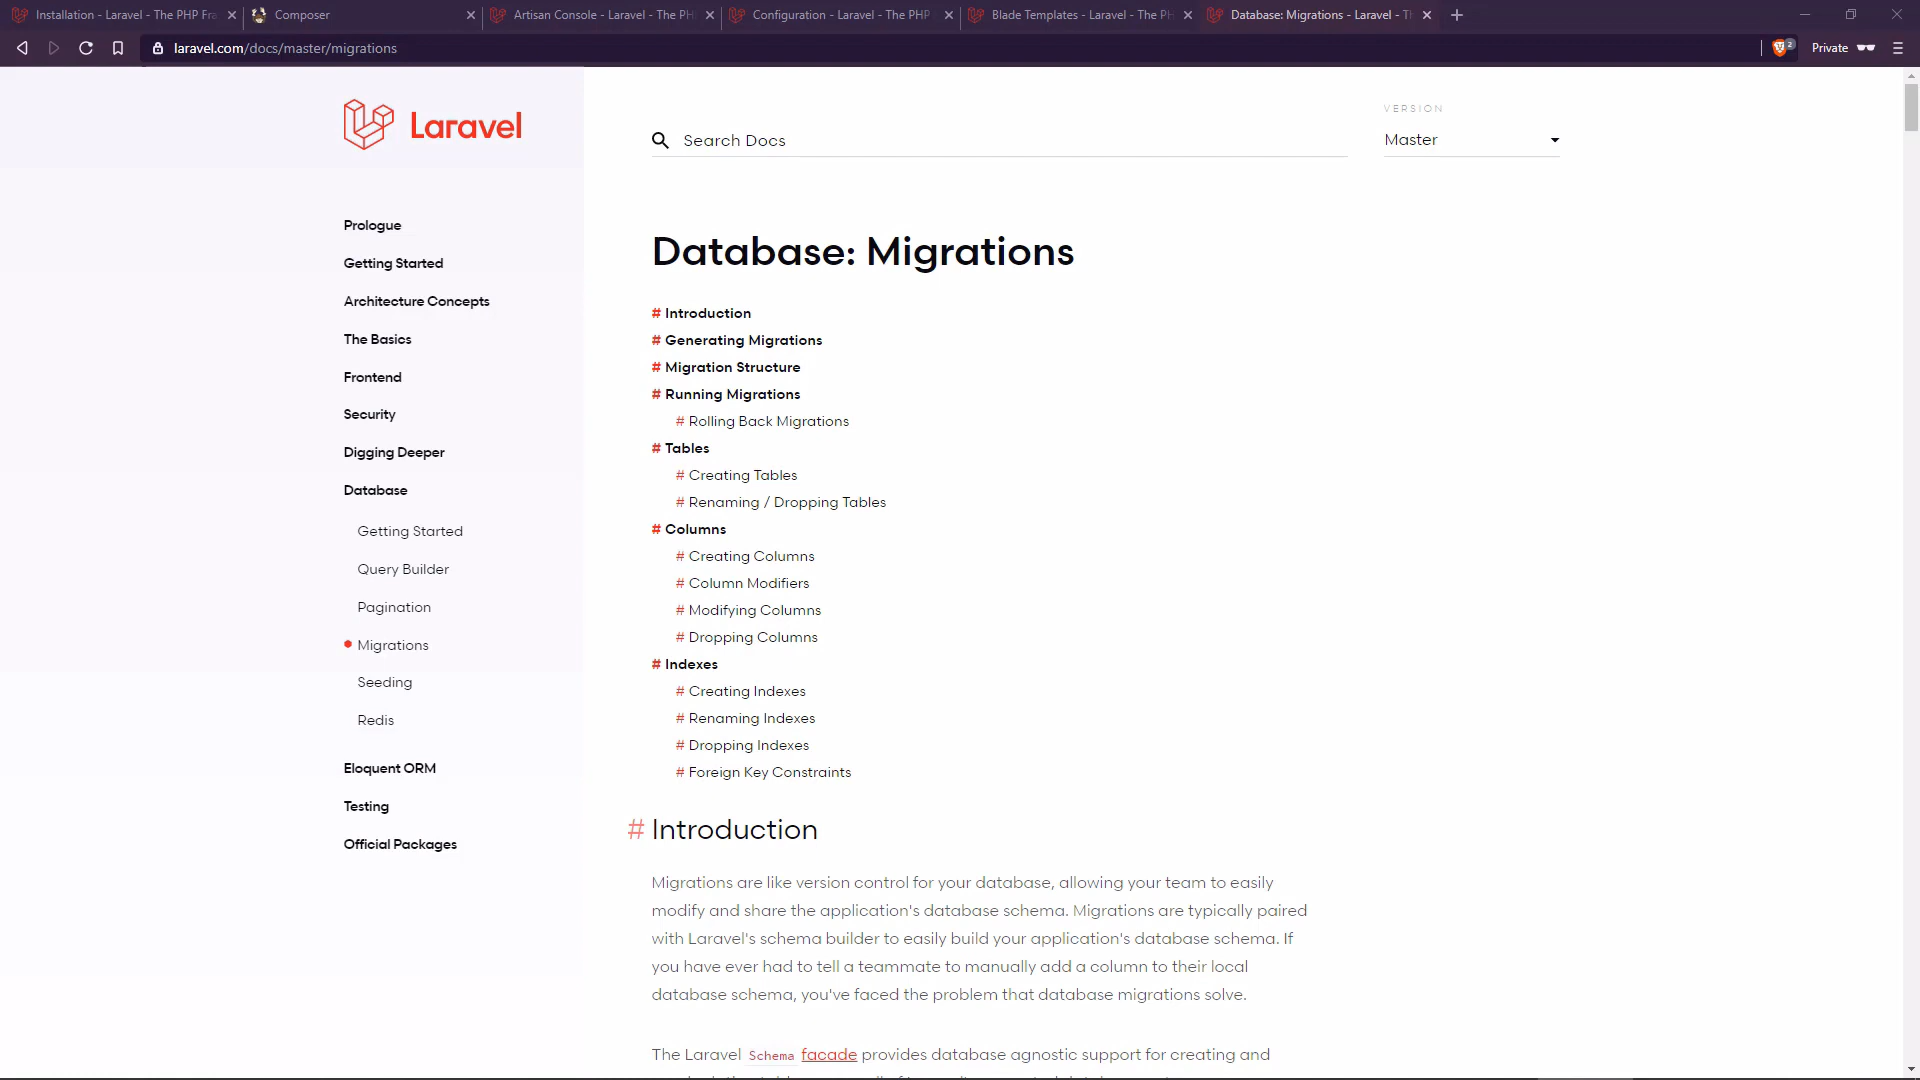 Installation - Laravel - The PHP Fra
Composer
Artisan Console - Laravel - The PH
Configuration - Laravel - The PHP
Blade Templates - Laravel - The PH
Database: Migrations - Laravel - Th
laravel.com/docs/master/migrations
2
Private
Laravel
Search Docs
VERSION
Master
Prologue
Getting Started
Architecture Concepts
The Basics
Frontend
Security
Digging Deeper
Database
Getting Started
Query Builder
Pagination
Migrations
Seeding
Redis
Eloquent ORM
Testing
Official Packages
Database: Migrations
# Introduction
# Generating Migrations
# Migration Structure
# Running Migrations
# Rolling Back Migrations
# Tables
# Creating Tables
# Renaming / Dropping Tables
# Columns
# Creating Columns
# Column Modifiers
# Modifying Columns
# Dropping Columns
# Indexes
# Creating Indexes
# Renaming Indexes
# Dropping Indexes
# Foreign Key Constraints
# Introduction
Migrations are like version control for your database, allowing your team to easily
modify and share the application's database schema. Migrations are typically paired
with Laravel's schema builder to easily build your application's database schema. If
you have ever had to tell a teammate to manually add a column to their local
database schema, you've faced the problem that database migrations solve.
The Laravel Schema facade provides database agnostic support for creating and